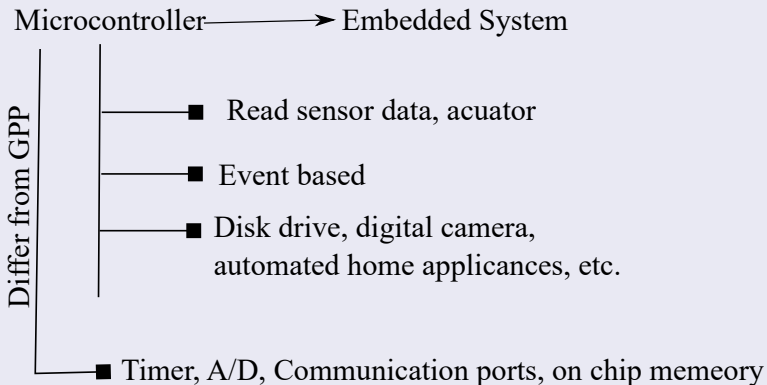 Microcontroller Embedded System
Differ from GPP
Read sensor data, acuator
Event based
Disk drive, digital camera,
automated home applicances, etc.
Timer, A/D, Communication ports, on chip memeory